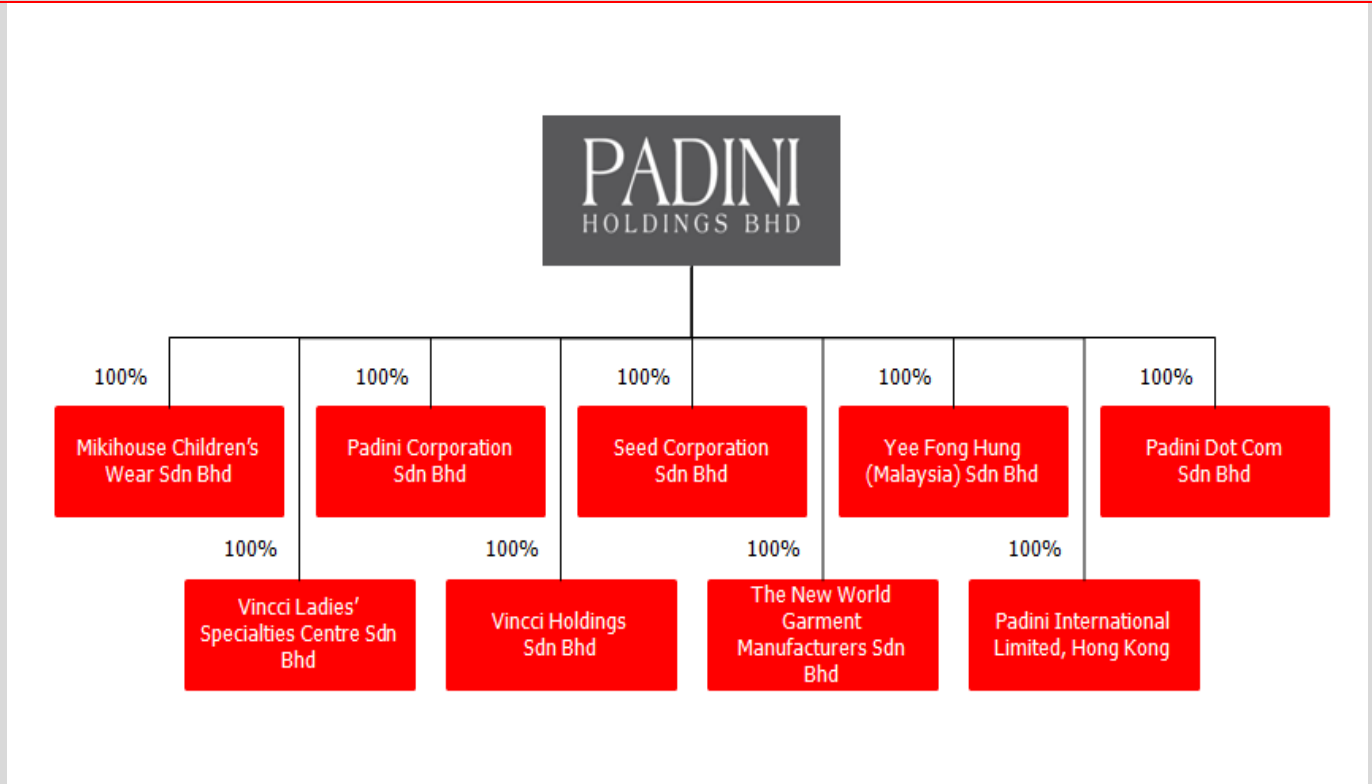 PADINI
HOLDINGS BHD
100%
100%
100%
100%
100%
Mikihouse Children's
Wear Sdn Bhd
Padini Corporation
Sdn Bhd
Seed Corporation
Sdn Bhd
Yee Fong Hung
(Malaysia) Sdn Bhd
Padini Dot Com
Sdn Bhd
100%
100%
100%
100%
Vincci Ladies’
Specialties Centre Sdn
Bhd
Vincci Holdings
Sdn Bhd
The New World
Garment
Manufacturers Sdn
Bhd
Padini International
Limited, Hong Kong